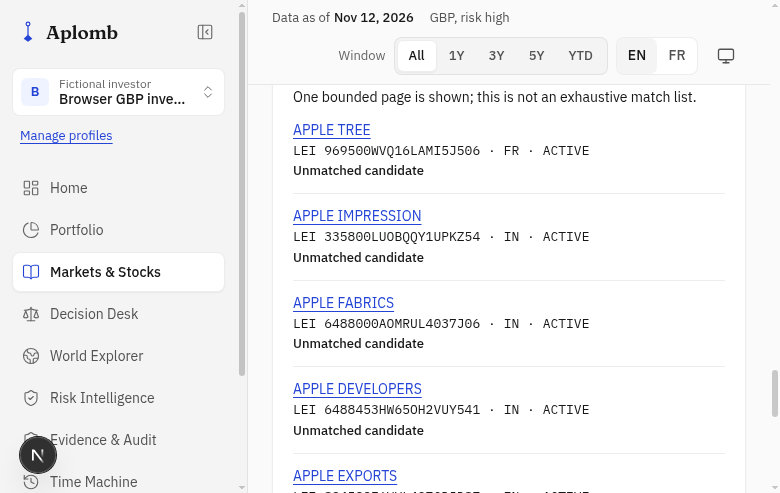 Aplomb
Fictional investor
B
Browser GBP inve...
Manage profiles
Home
Portfolio
Markets & Stocks
Decision Desk
World Explorer
Risk Intelligence
Evidence & Audit
N
Time Machine
Data as of Nov 12, 2026 GBP, risk high
Window All 1Y 3Y 5Y YTD EN FR
One bounded page is shown; this is not an exhaustive match list.
APPLE TREE
LEI 969500WVQ16LAMI5J506 · FR · ACTIVE
Unmatched candidate
APPLE IMPRESSION
LEI 335800LUOBQQY1UPKZ54 · IN · ACTIVE
Unmatched candidate
APPLE FABRICS
LEI 6488000AOMRUL4037J06 · IN · ACTIVE
Unmatched candidate
APPLE DEVELOPERS
LEI 6488453HW65OH2VUY541 · IN · ACTIVE
Unmatched candidate
APPLE EXPORTS